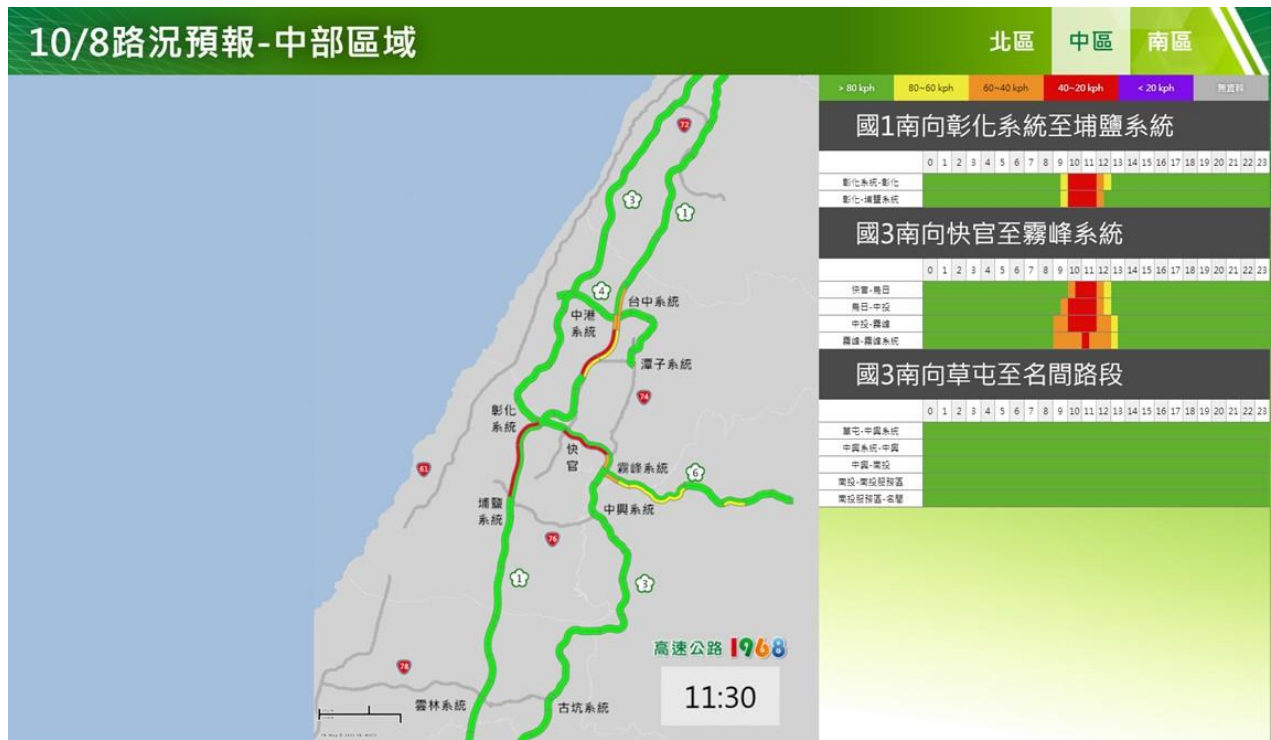 10/8路況預報-中部區域
北區 中區 南區
> 80 kph 80~60 kph 60~40 kph 40~20 kph < 20 kph 無資料
國1南向彰化系統至埔鹽系統
0 1 2 3 4 5 6 7 8 9 10 11 12 13 14 15 16 17 18 19 20 21 22 23
彰化系統-彰化
彰化-埔鹽系統
國3南向快官至霧峰系統
0 1 2 3 4 5 6 7 8 9 10 11 12 13 14 15 16 17 18 19 20 21 22 23
快官-烏日
烏日-中投
中投-霧峰
霧峰-霧峰系統
國3南向草屯至名間路段
0 1 2 3 4 5 6 7 8 9 10 11 12 13 14 15 16 17 18 19 20 21 22 23
草屯-中興系統
中興系統-中興
中興-南投
南投-南投服務區
南投服務區-名間
72
3
1
4
台中系統
中港
系統
潭子系統
74
彰化
系統
快
官
霧峰系統
6
61
埔鹽
系統
中興系統
76
1
3
高速公路1968
78
11:30
雲林系統
古坑系統